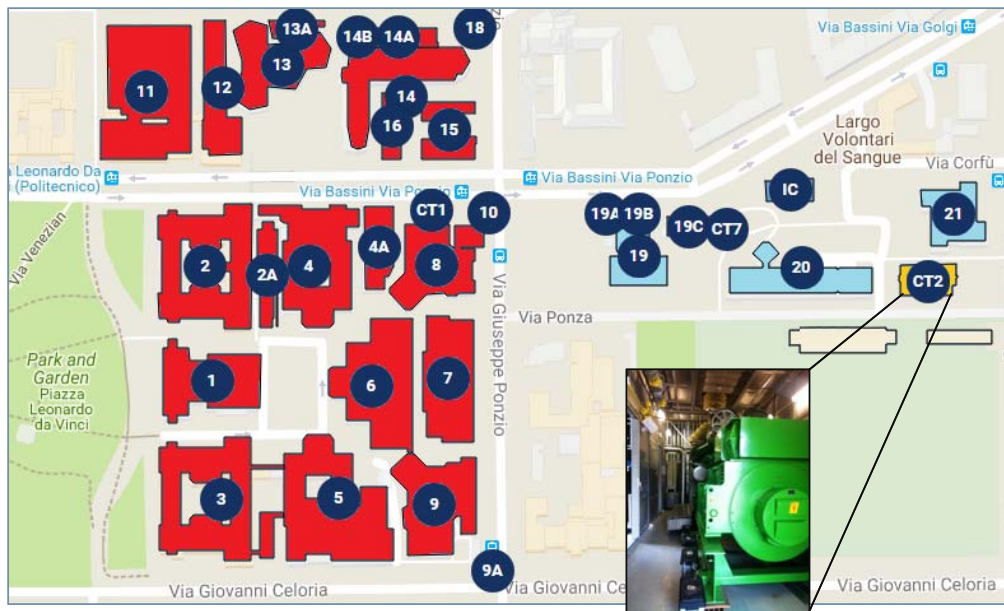 zio
18
13A
14B
14A
Via Bassini Via Golgi
13
12
11
14
16
15
Largo
Volontari
del Sangue
Via Corfù
a Leonardo Da
i (Politecnico)
Via Bassini Via Ponzio
Via Bassini Via Ponzio
IC
CT1
10
19A
19B
19C
CT7
21
Via Venezian
2
2A
4
4A
8
19
20
CT2
Via Giuseppe Ponzio
Via Ponza
Park and
Garden
Piazza
Leonardo
da Vinci
1
6
7
3
5
9
9A
Via Giovanni Celoria
Via Giovanni Ce
Via Giovanni Celoria